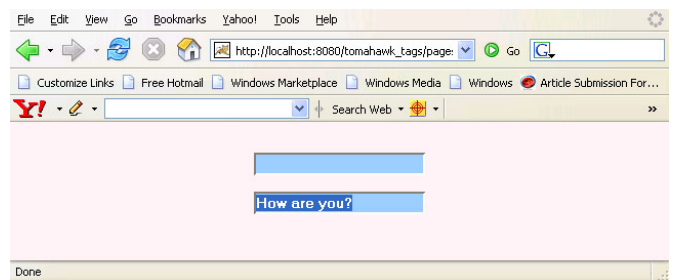 File Edit View Go Bookmarks Yahoo! Tools Help
http://localhost:8080/tomahawk_tags/page: Go G
Customize Links Free Hotmail Windows Marketplace Windows Media Windows Article Submission For...
Y! Search Web »
How are you?
Done